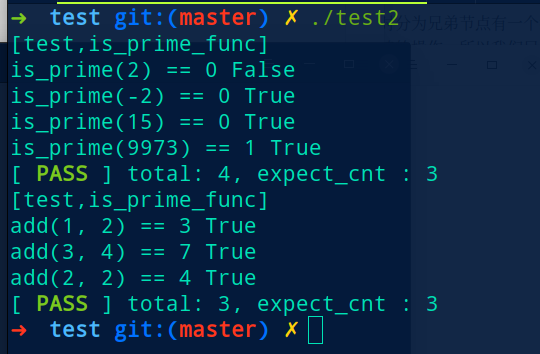 ➜ test git:(master) ✗ ./test2
[test,is_prime_func]
is_prime(2) == 0 False
is_prime(-2) == 0 True
is_prime(15) == 0 True
is_prime(9973) == 1 True
[ PASS ] total: 4, expect_cnt : 3
[test,is_prime_func]
add(1, 2) == 3 True
add(3, 4) == 7 True
add(2, 2) == 4 True
[ PASS ] total: 3, expect_cnt : 3
➜ test git:(master) ✗